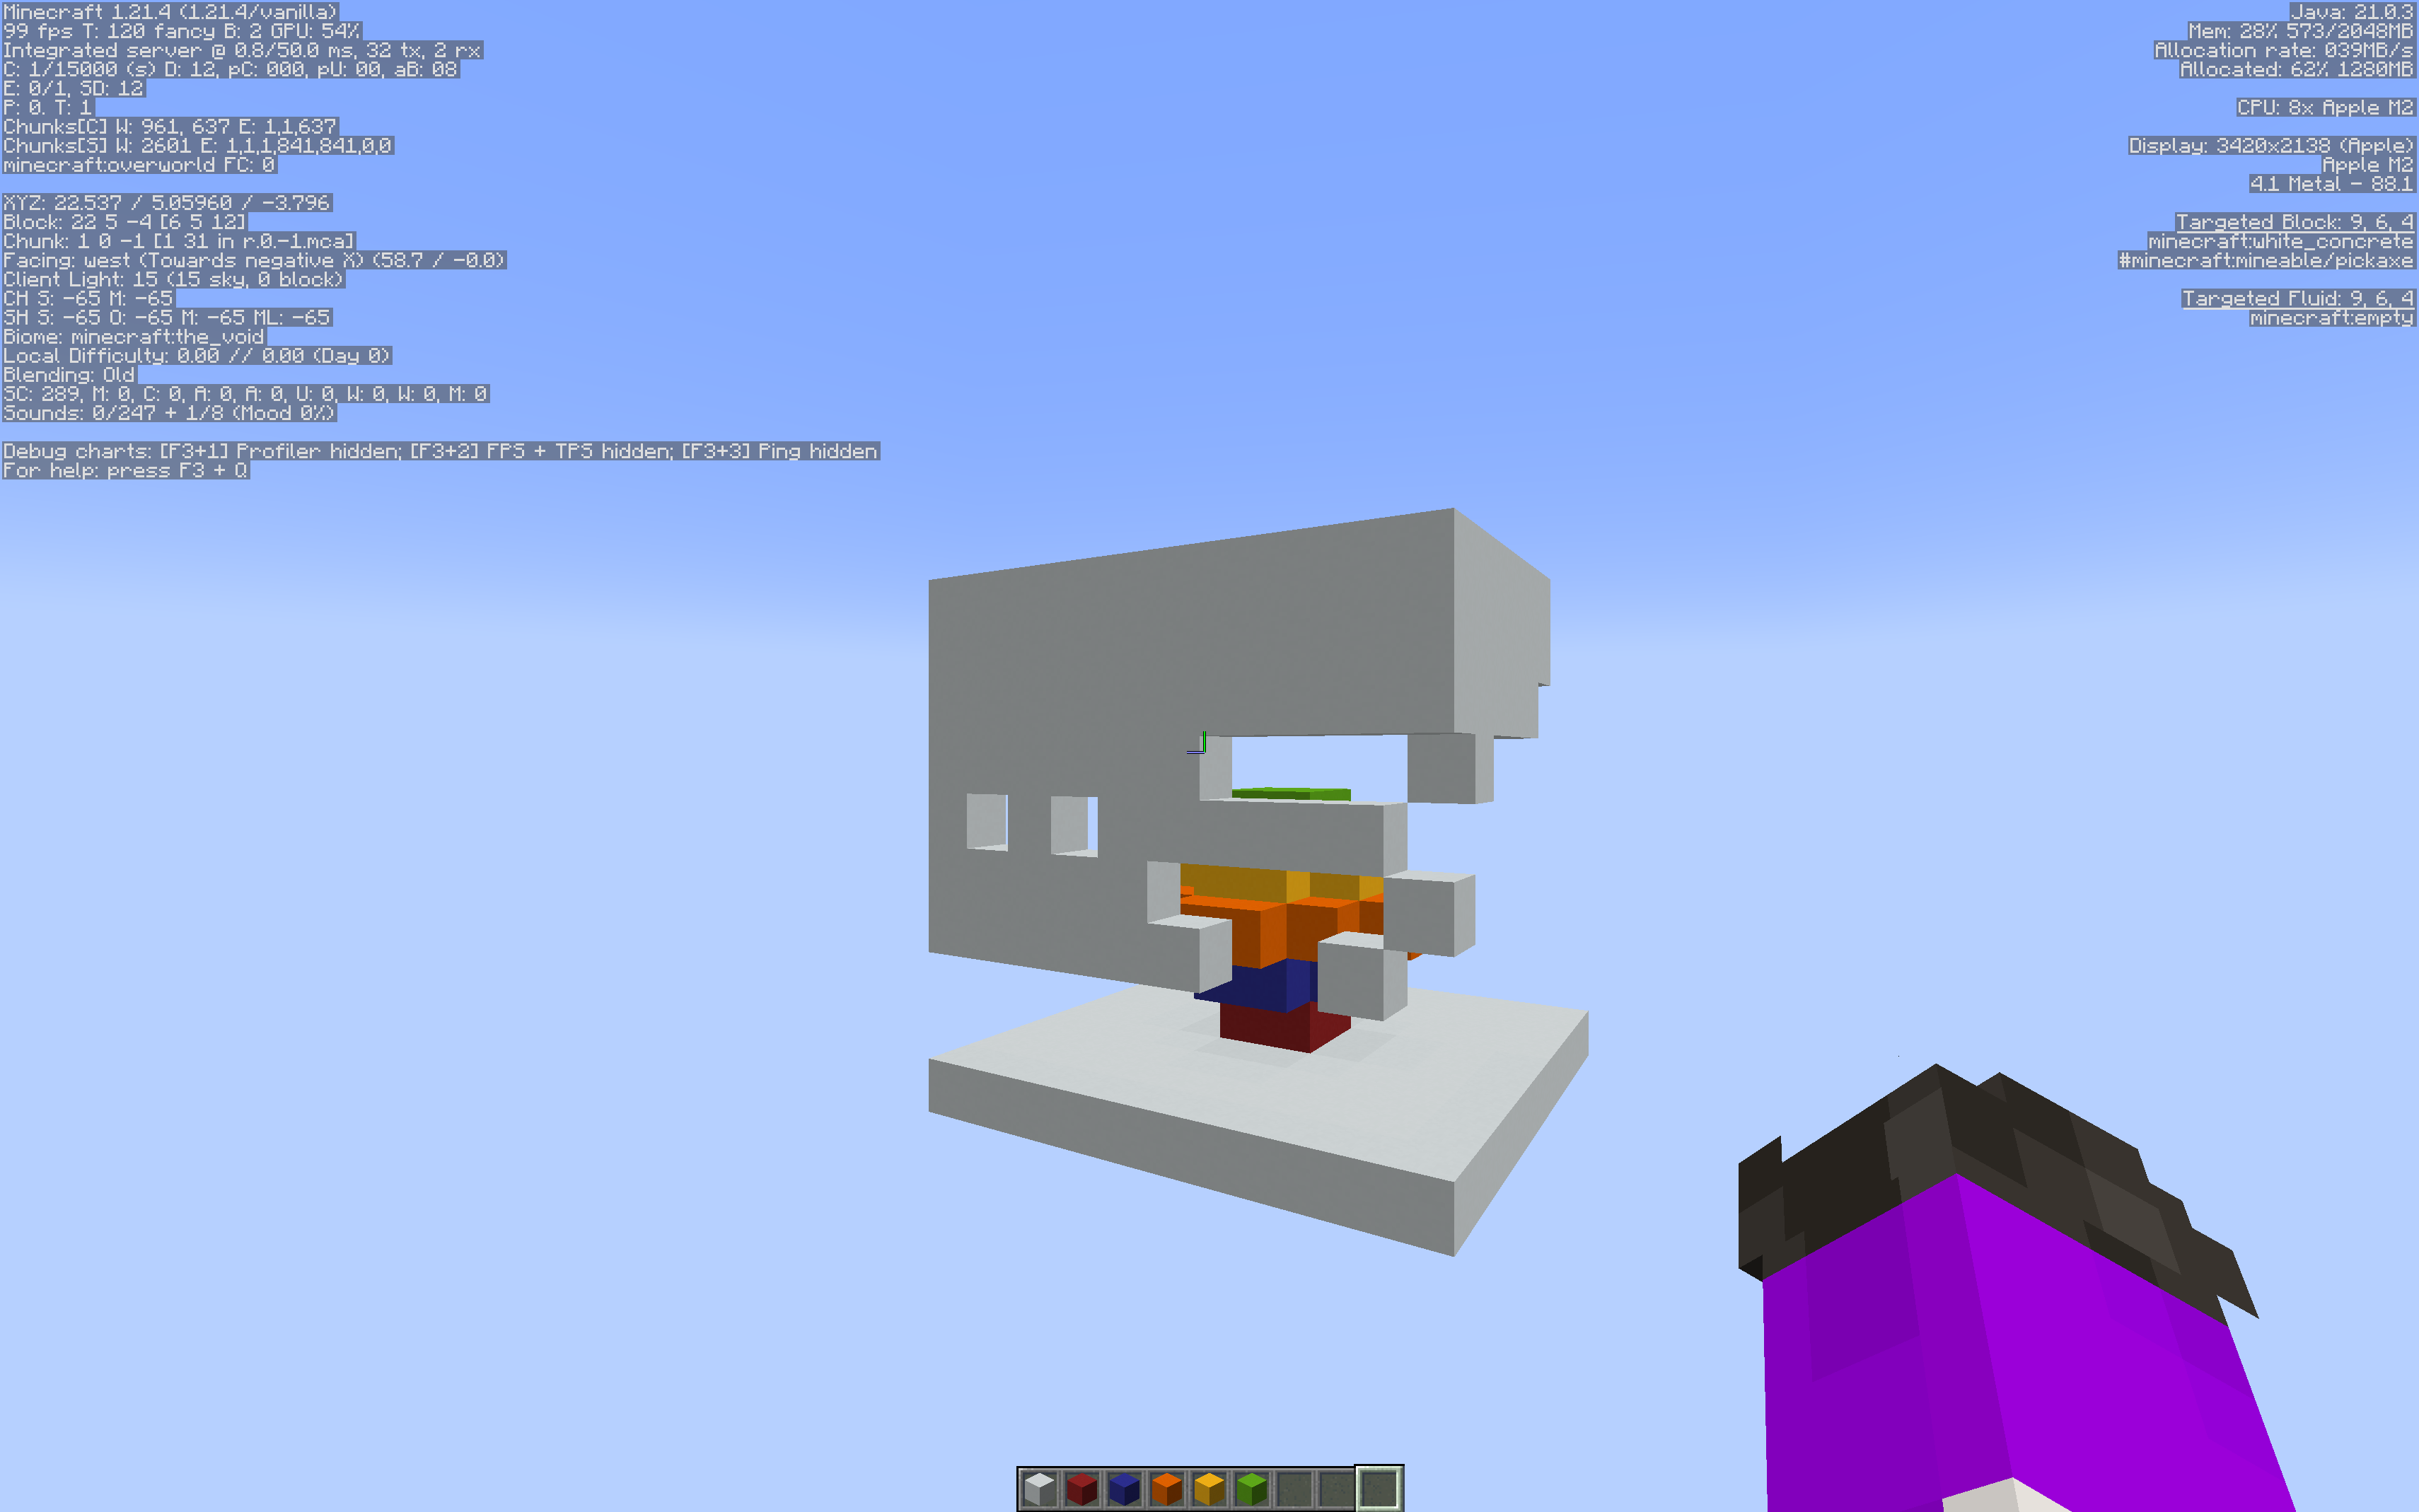 Minecraft 1.21.4 (1.21.4/vanilla)
99 fps T: 120 fancy B: 2 GPU: 54%
Integrated server @ 0.8/50.0 ms, 32 tx, 2 rx
C: 1/15000 (s) D: 12, pC: 000, pU: 00, aB: 08
E: 0/1, SD: 12
P: 0. T: 1
Chunks[C] W: 961, 637 E: 1,1,637
Chunks[S] W: 2601 E: 1,1,1,841,841,0,0
minecraft:overworld FC: 0
XYZ: 22.537 / 5.05960 / -3.796
Block: 22 5 -4 [6 5 12]
Chunk: 1 0 -1 [1 31 in r.0.-1.mca]
Facing: west (Towards negative X) (58.7 / -0.0)
Client Light: 15 (15 sky, 0 block)
CH S: -65 M: -65
SH S: -65 O: -65 M: -65 ML: -65
Biome: minecraft:the_void
Local Difficulty: 0.00 // 0.00 (Day 0)
Blending: Old
SC: 289, M: 0, C: 0, A: 0, A: 0, U: 0, W: 0, W: 0, M: 0
Sounds: 0/247 + 1/8 (Mood 0%)
Debug charts: [F3+1] Profiler hidden; [F3+2] FPS + TPS hidden; [F3+3] Ping hidden
For help: press F3 + Q
Java: 21.0.3
Mem: 28% 573/2048MB
Allocation rate: 039MB/s
Allocated: 62% 1280MB
CPU: 8x Apple M2
Display: 3420x2138 (Apple)
Apple M2
4.1 Metal - 88.1
Targeted Block: 9, 6, 4
minecraft:white_concrete
#minecraft:mineable/pickaxe
Targeted Fluid: 9, 6, 4
minecraft:empty